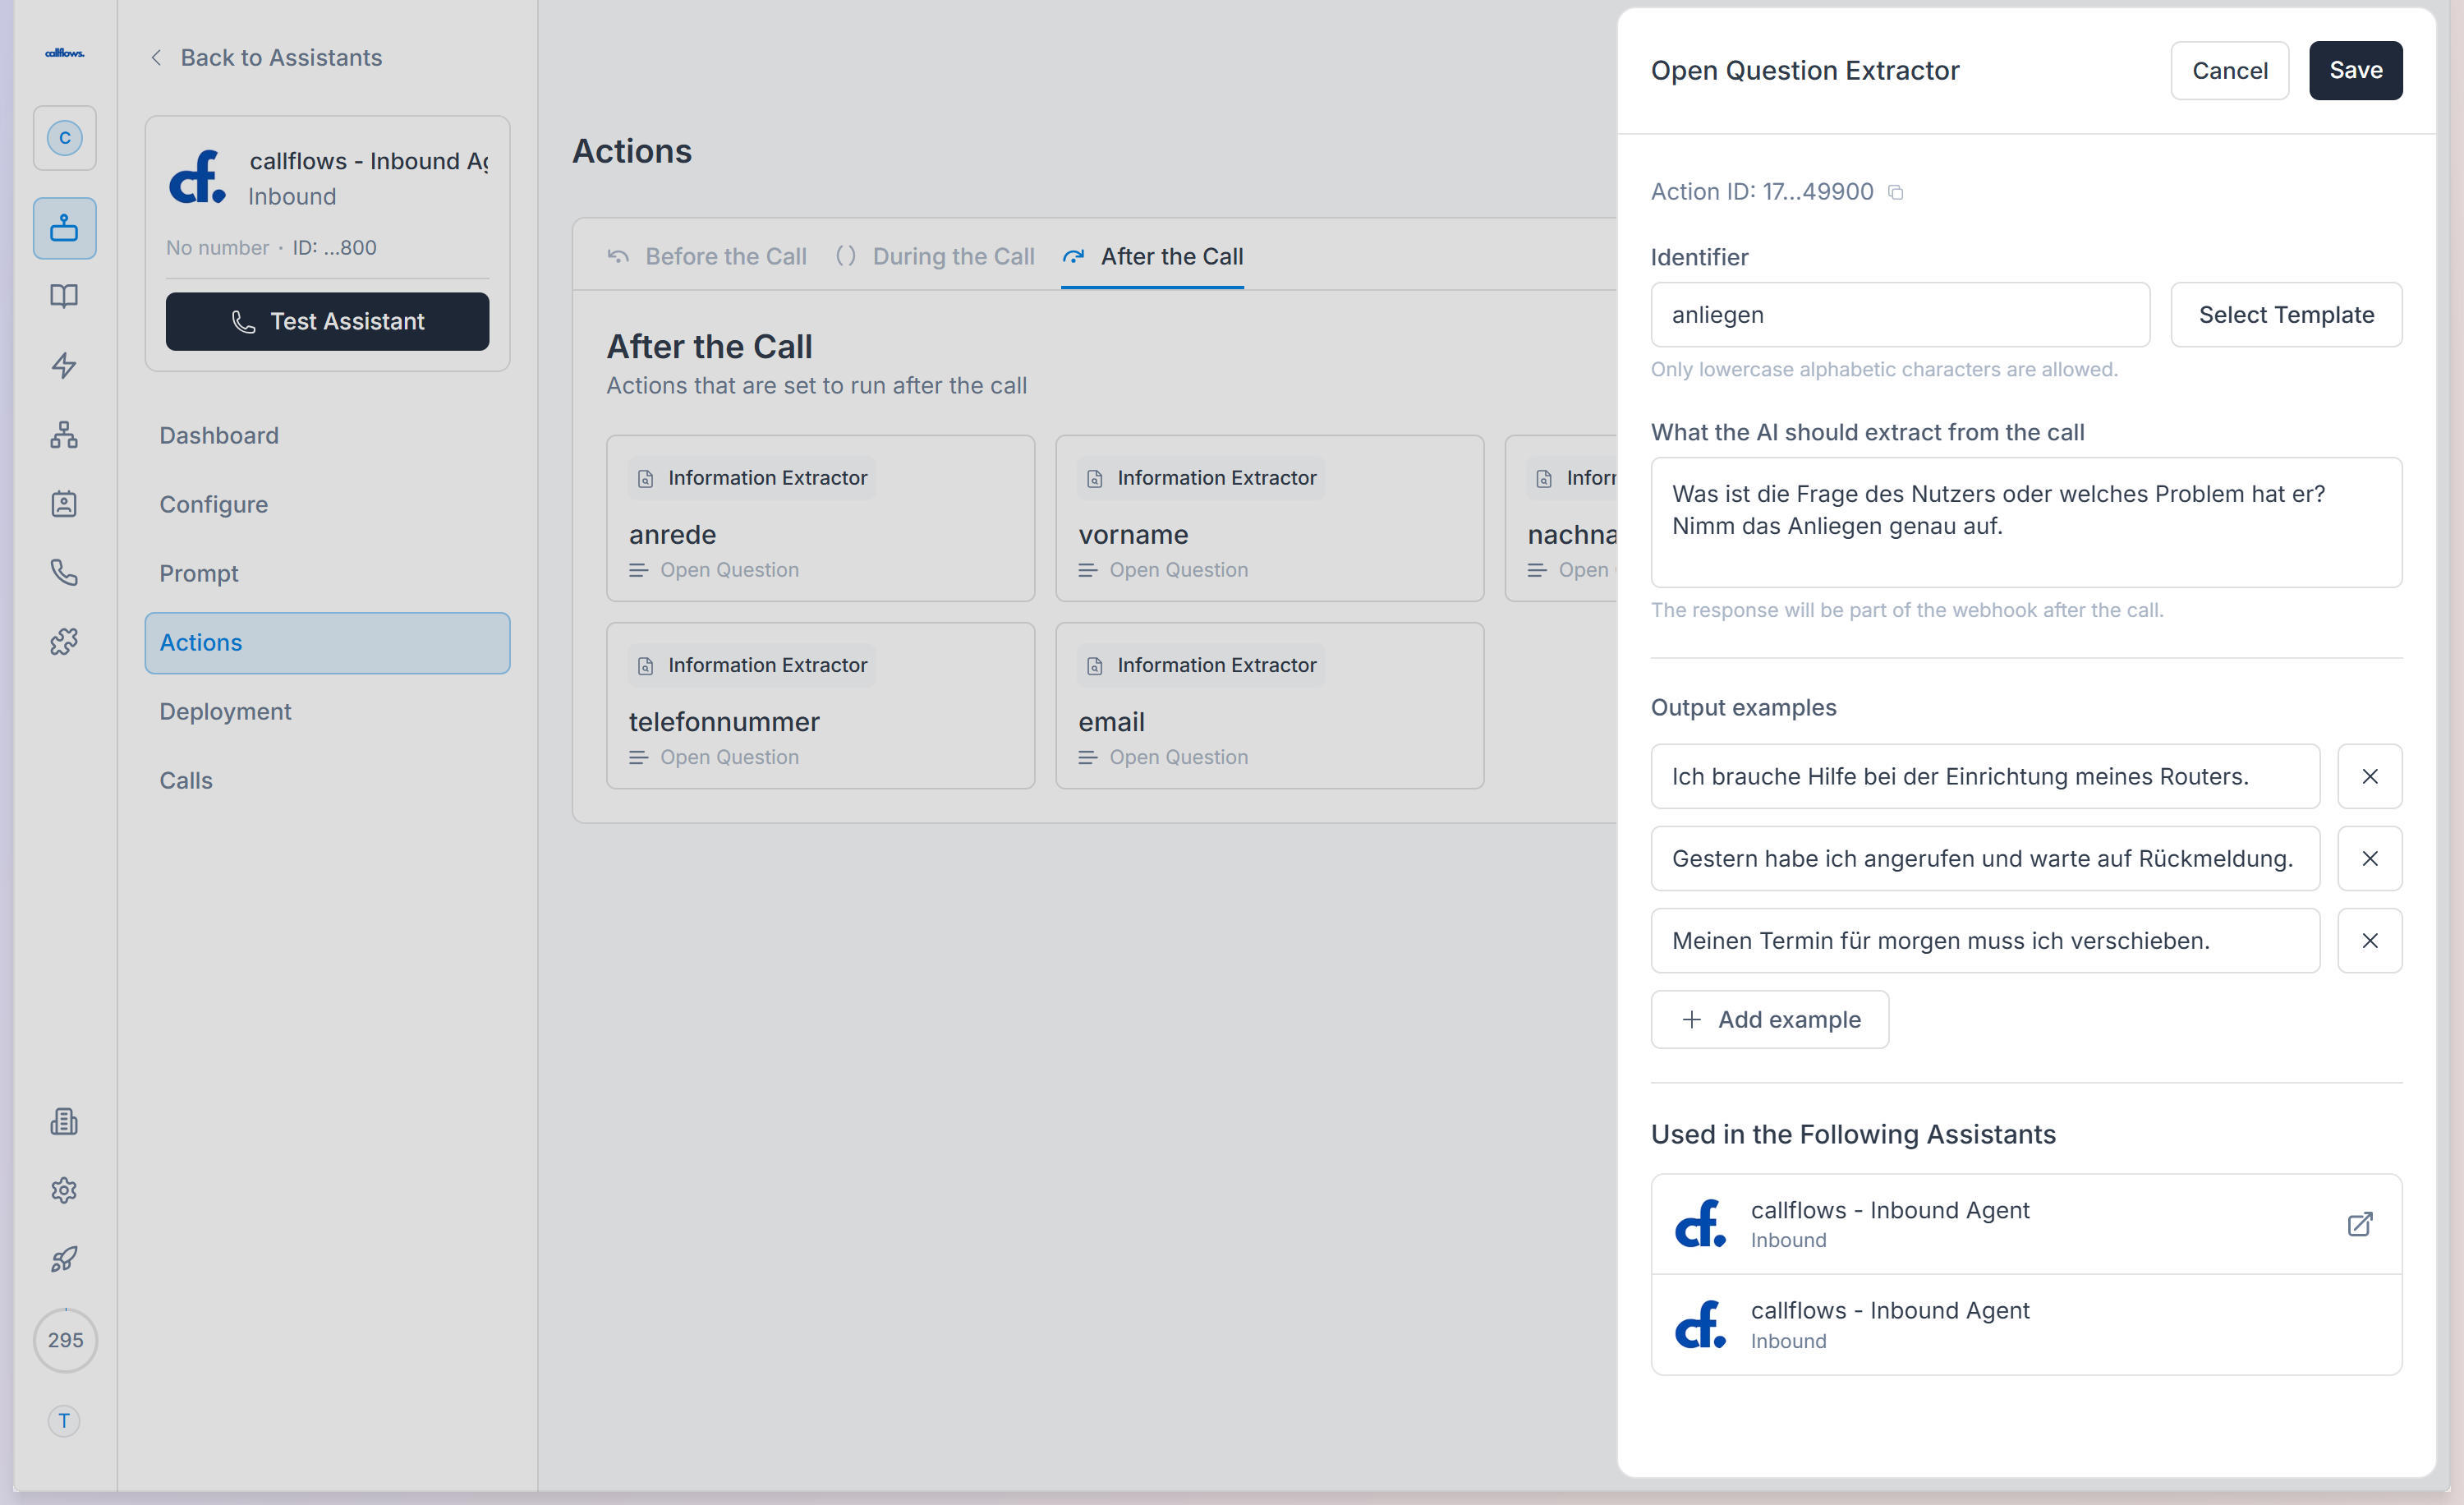 callflows.
C
295
T
Back to Assistants
cf.
callflows - Inbound Ag
Inbound
No number · ID: ...800
Test Assistant
Dashboard
Configure
Prompt
Actions
Deployment
Calls
Actions
Before the Call
During the Call
After the Call
After the Call
Actions that are set to run after the call
Information Extractor
anrede
Open Question
Information Extractor
vorname
Open Question
Infor
nachna
Open
Information Extractor
telefonnummer
Open Question
Information Extractor
email
Open Question
Open Question Extractor
Cancel
Save
Action ID: 17...49900
Identifier
anliegen
Select Template
Only lowercase alphabetic characters are allowed.
What the AI should extract from the call
Was ist die Frage des Nutzers oder welches Problem hat er?
Nimm das Anliegen genau auf.
The response will be part of the webhook after the call.
Output examples
Ich brauche Hilfe bei der Einrichtung meines Routers.
Gestern habe ich angerufen und warte auf Rückmeldung.
Meinen Termin für morgen muss ich verschieben.
Add example
Used in the Following Assistants
cf.
callflows - Inbound Agent
Inbound
cf.
callflows - Inbound Agent
Inbound